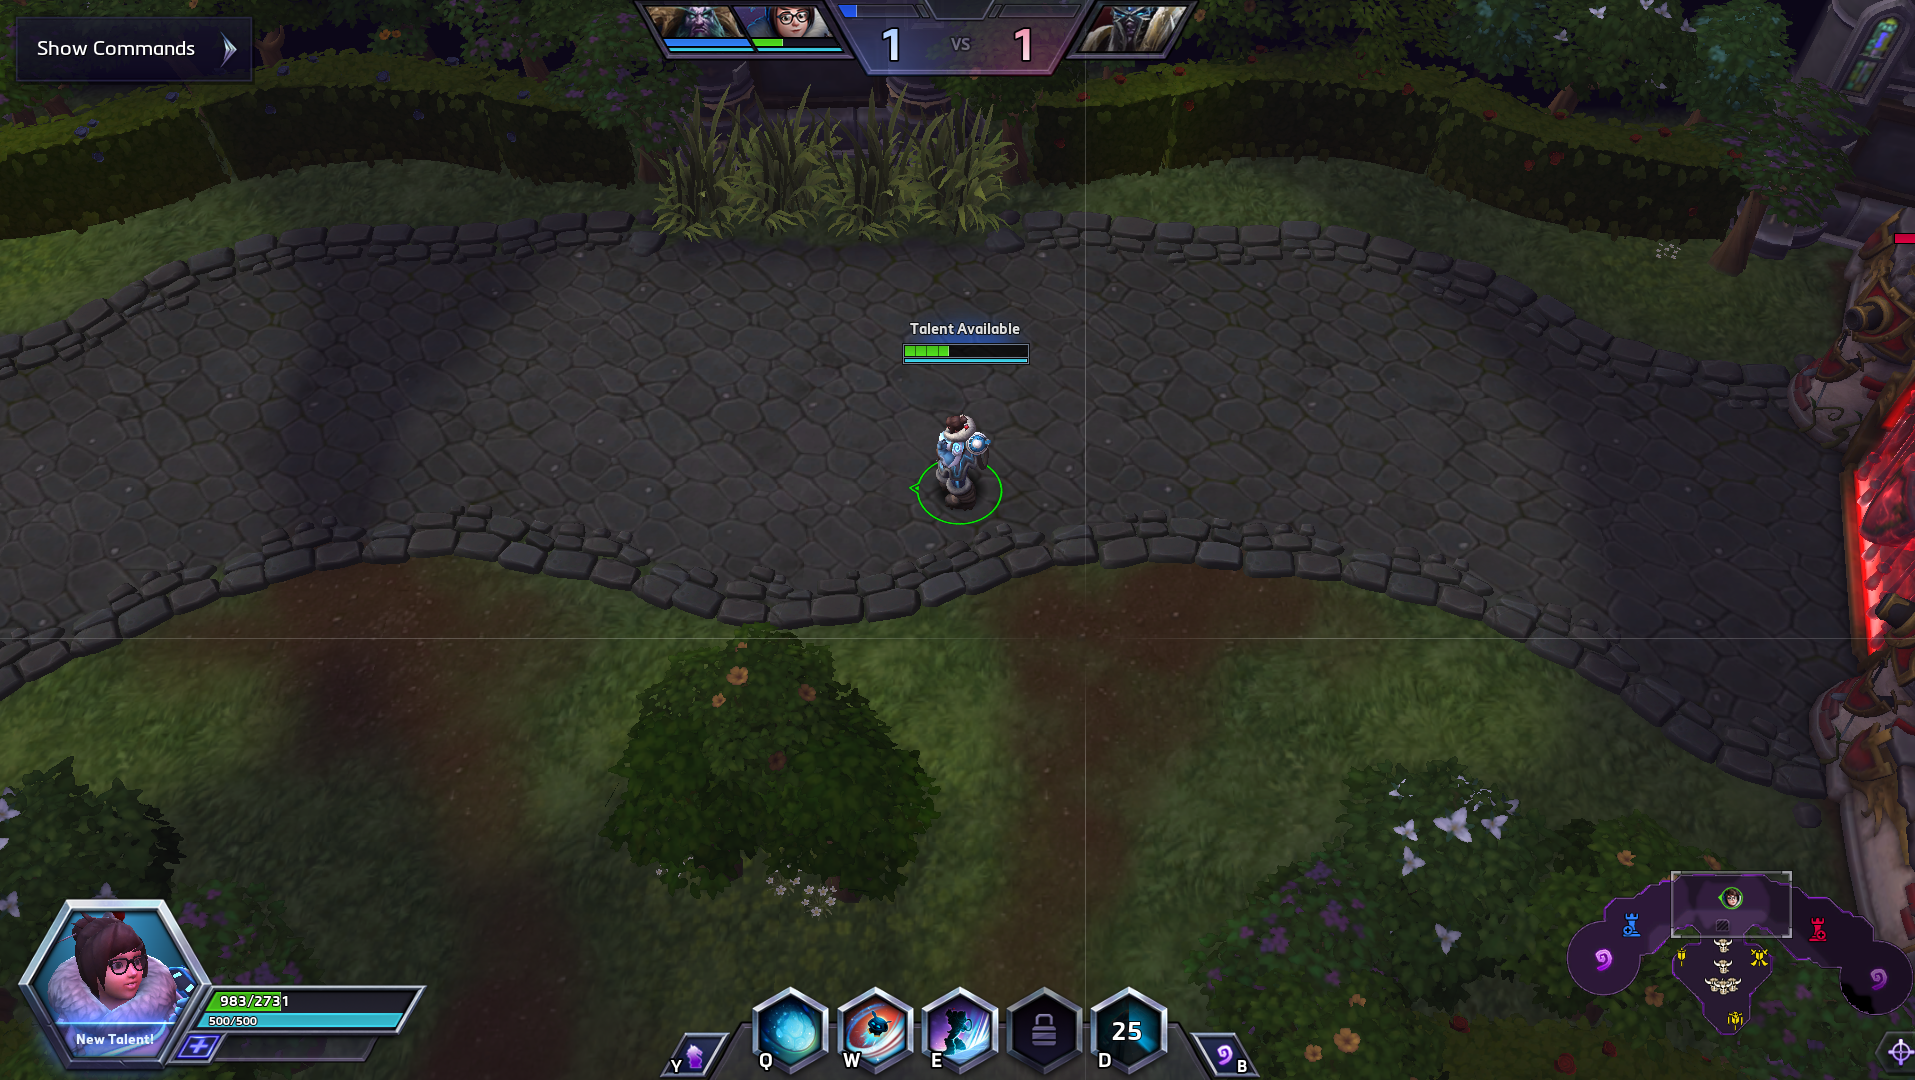 Show Commands
1 VS 1
Talent Available
983/2731
500/500
New Talent!
Y
Q
W
E
25
D
B